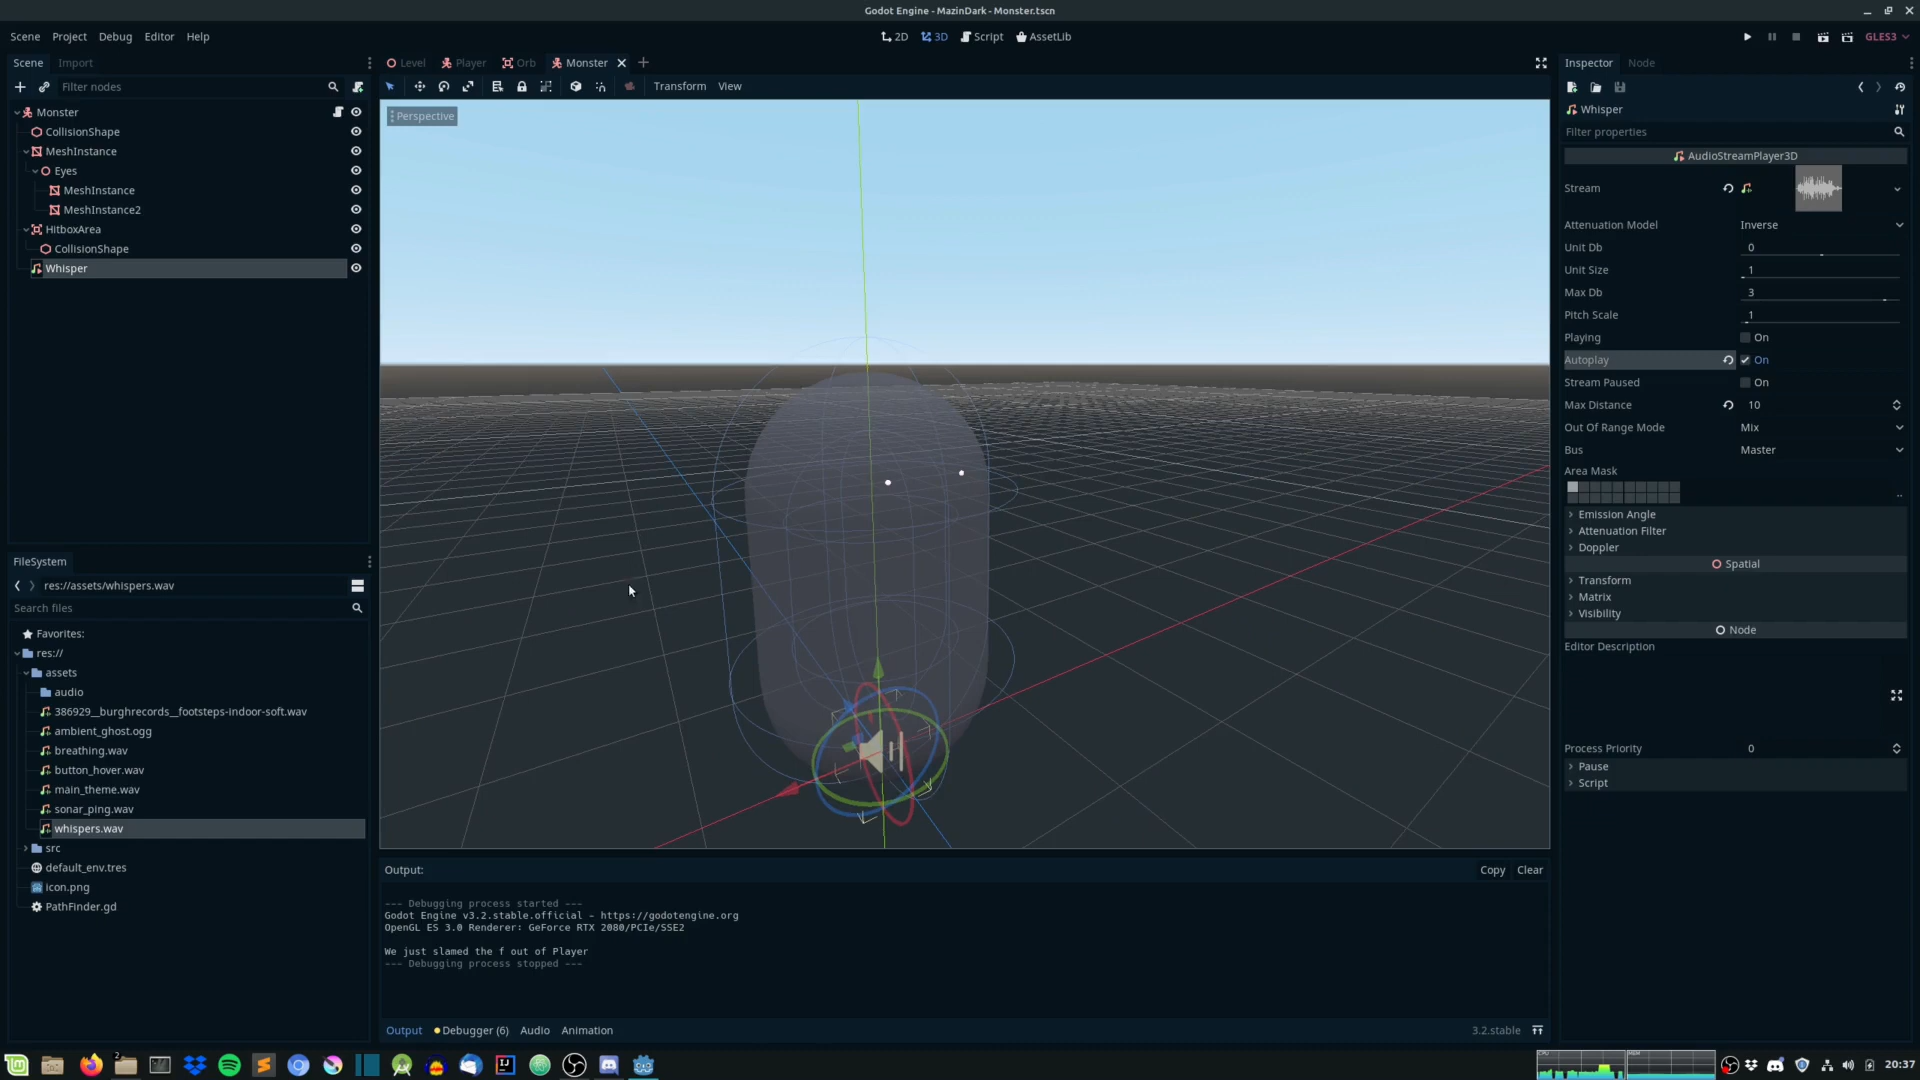 Godot Engine - MazinDark - Monster.tscn
Scene Project Debug Editor Help
2D 3D Script AssetLib
GLES3
Scene Import
Filter nodes
Monster
CollisionShape
MeshInstance
Eyes
MeshInstance
MeshInstance2
HitboxArea
CollisionShape
Whisper
FileSystem
res://assets/whispers.wav
Search files
Favorites:
res://
assets
audio
386929__burghrecords__footsteps-indoor-soft.wav
ambient_ghost.ogg
breathing.wav
button_hover.wav
main_theme.wav
sonar_ping.wav
whispers.wav
src
default_env.tres
icon.png
PathFinder.gd
Level Player Orb Monster
Transform View
Perspective
Output:
Copy Clear
--- Debugging process started ---
Godot Engine v3.2.stable.official - https://godotengine.org
OpenGL ES 3.0 Renderer: GeForce RTX 2080/PCIe/SSE2
We just slamed the f out of Player
--- Debugging process stopped ---
Output Debugger (6) Audio Animation
3.2.stable
Inspector Node
Whisper
Filter properties
AudioStreamPlayer3D
Stream
Attenuation Model Inverse
Unit Db 0
Unit Size 1
Max Db 3
Pitch Scale 1
Playing On
Autoplay On
Stream Paused On
Max Distance 10
Out Of Range Mode Mix
Bus Master
Area Mask
..
Emission Angle
Attenuation Filter
Doppler
Spatial
Transform
Matrix
Visibility
Node
Editor Description
Process Priority 0
Pause
Script
2
CPU
MEM
20:37